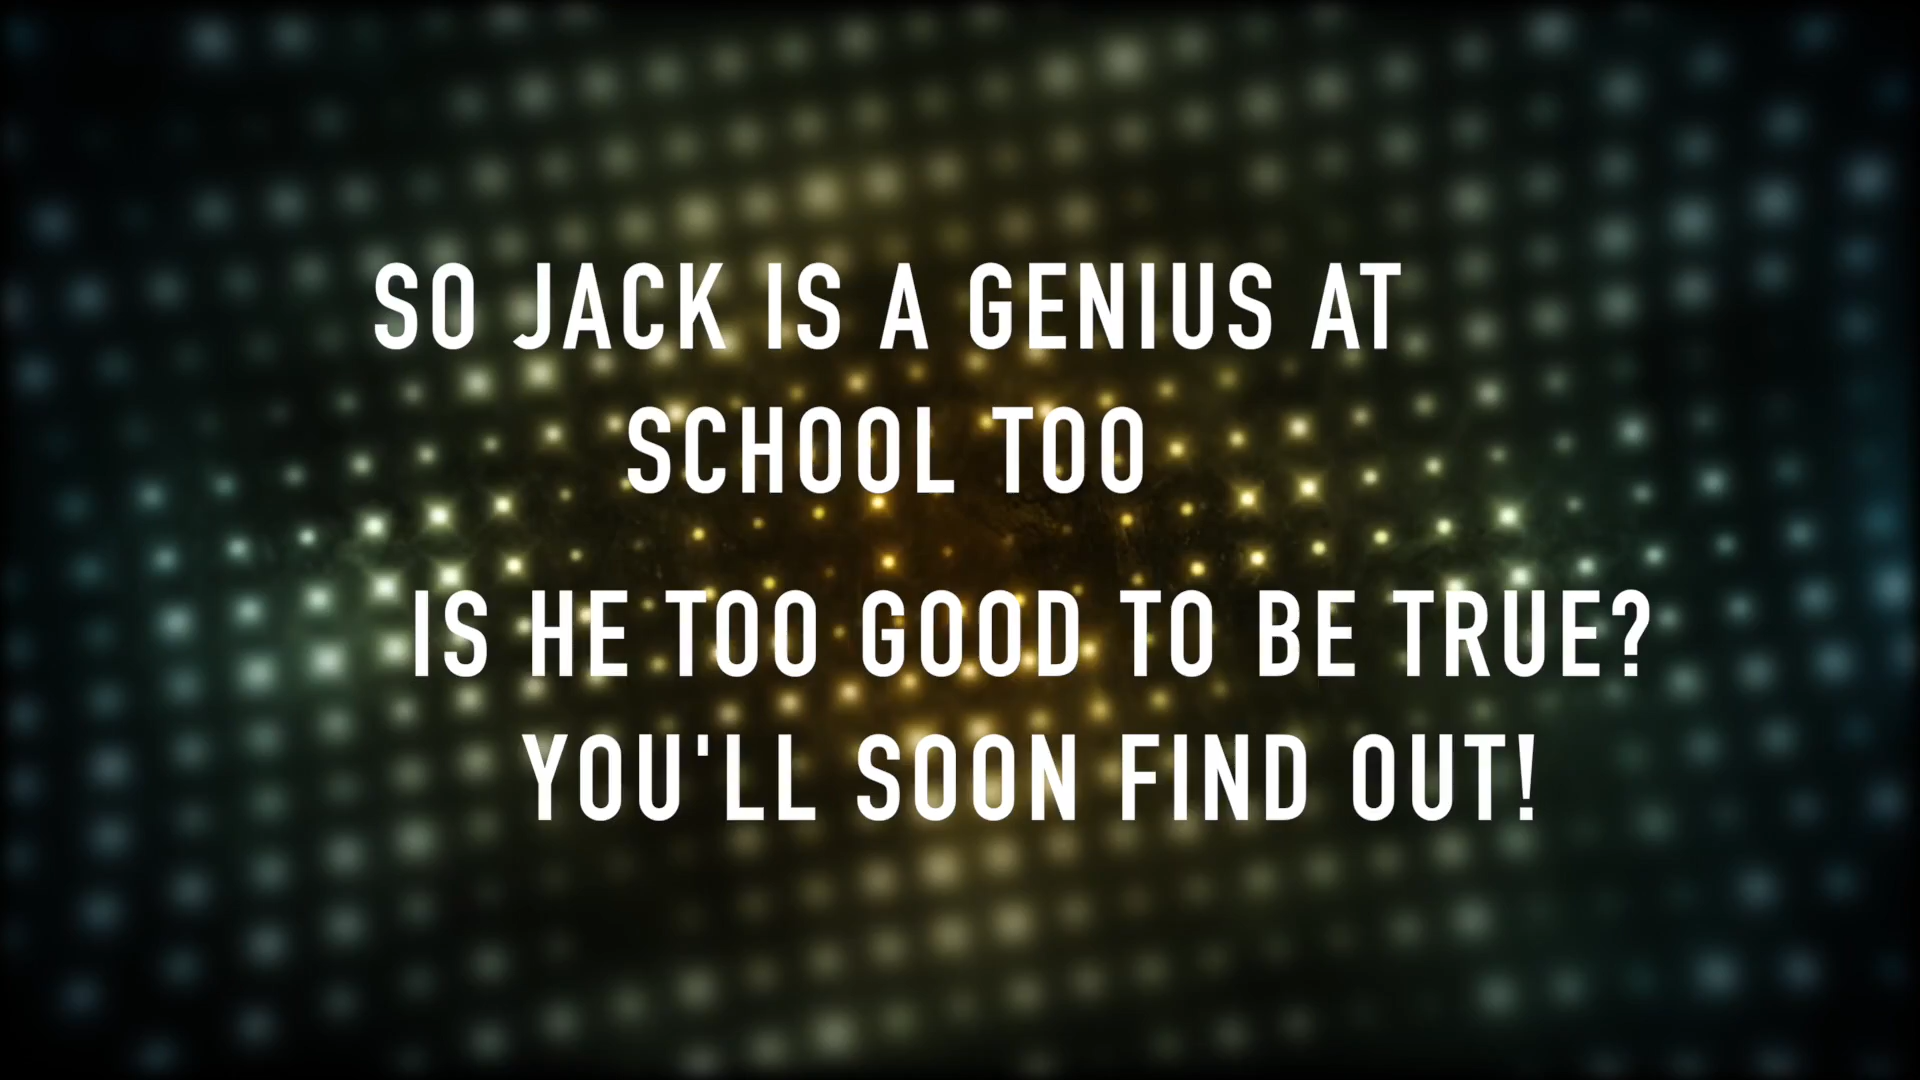 SO JACK IS A GENIUS AT
SCHOOL TOO
IS HE TOO GOOD TO BE TRUE?
YOU'LL SOON FIND OUT!